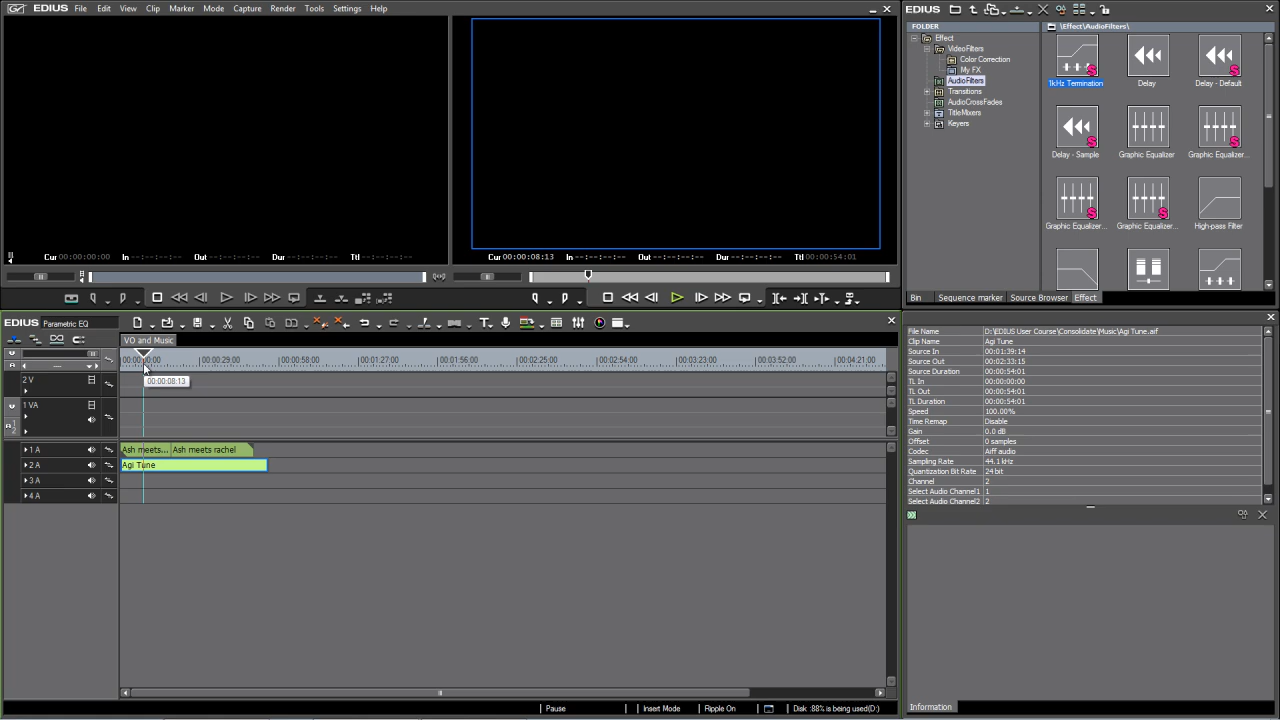 EDIUS File Edit View Clip Marker Mode Capture Render Tools Settings Help
Cur 00:00:00:00 In --:--:--:-- Out --:--:--:-- Dur --:--:--:-- Ttl --:--:--:--
Cur 00:00:08:13 In --:--:--:-- Out --:--:--:-- Dur --:--:--:-- Ttl 00:00:54:01
EDIUS
FOLDER
Effect
VideoFilters
Color Correction
My FX
AudioFilters
Transitions
AudioCrossFades
TitleMixers
Keyers
\Effect\AudioFilters\
1kHz Termination Delay Delay - Default
Delay - Sample Graphic Equalizer Graphic Equalizer...
Graphic Equalizer... Graphic Equalizer... High-pass Filter
Bin Sequence marker Source Browser Effect
EDIUS Parametric EQ
VO and Music
00:00:00:00 00:00:29:00 00:00:58:00 00:01:27:00 00:01:56:00 00:02:25:00 00:02:54:00 00:03:23:00 00:03:52:00 00:04:21:00
00:00:08:13
2 V
1 VA
1 A Ash meets... Ash meets rachel
2 A Agi Tune
3 A
4 A
Pause Insert Mode Ripple On Disk :88% is being used(D:)
File Name D:\EDIUS User Course\Consolidate\Music\Agi Tune.aif
Clip Name Agi Tune
Source In 00:01:39:14
Source Out 00:02:33:15
Source Duration 00:00:54:01
TL In 00:00:00:00
TL Out 00:00:54:01
TL Duration 00:00:54:01
Speed 100.00%
Time Remap Disable
Gain 0.0 dB
Offset 0 samples
Codec Aiff audio
Sampling Rate 44.1 kHz
Quantization Bit Rate 24 bit
Channel 2
Select Audio Channel1 1
Select Audio Channel2 2
Information